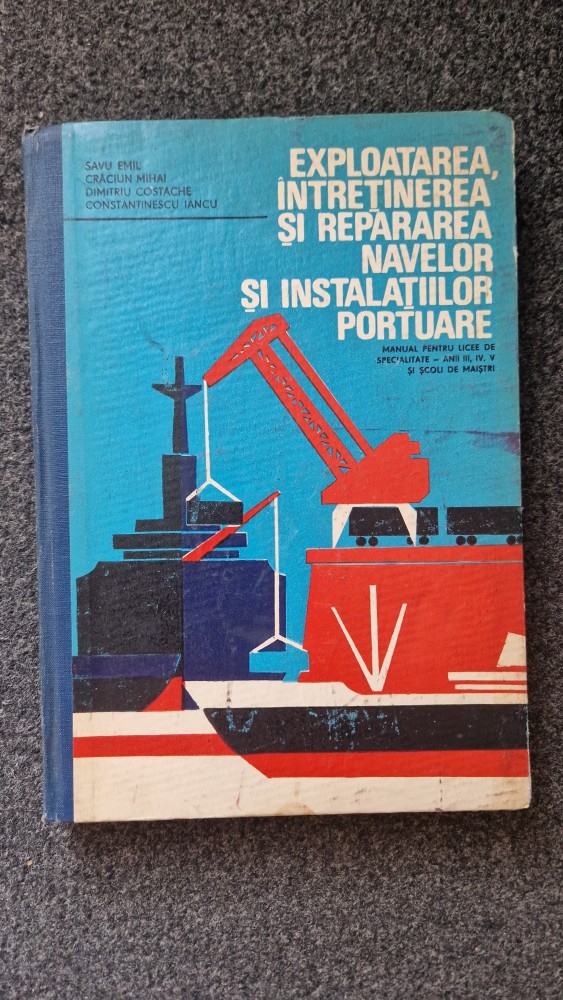 SAVU EMIL
CRĂCIUN MIHAI
DIMITRIU COSTACHE
CONSTANTINESCU IANCU
EXPLOATAREA,
ÎNTREȚINEREA
ȘI REPARAREA
NAVELOR
ȘI INSTALAȚIILOR
PORTUARE
MANUAL PENTRU LICEE DE
SPECIALITATE – ANII III, IV, V
ȘI ȘCOLI DE MAIȘTRI